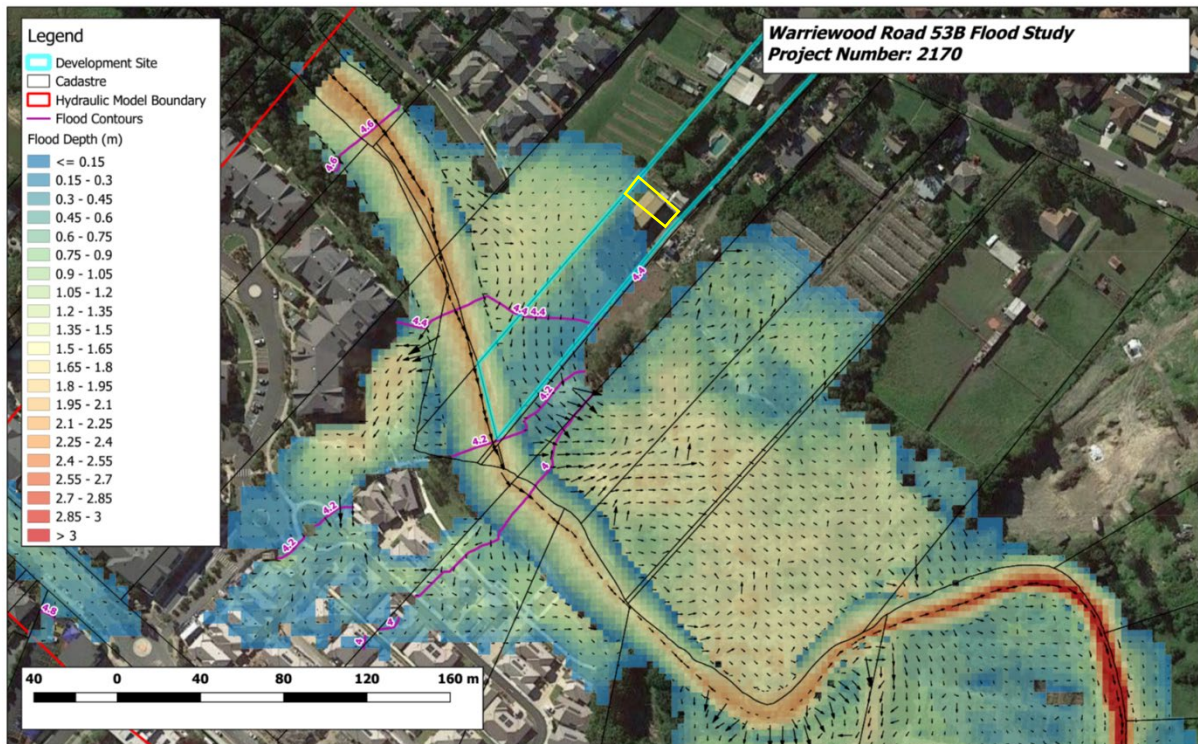 Legend
Development Site
Cadastre
Hydraulic Model Boundary
Flood Contours
Flood Depth (m)
<= 0.15
0.15 - 0.3
0.3 - 0.45
0.45 - 0.6
0.6 - 0.75
0.75 - 0.9
0.9 - 1.05
1.05 - 1.2
1.2 - 1.35
1.35 - 1.5
1.5 - 1.65
1.65 - 1.8
1.8 - 1.95
1.95 - 2.1
2.1 - 2.25
2.25 - 2.4
2.4 - 2.55
2.55 - 2.7
2.7 - 2.85
2.85 - 3
> 3
Warriewood Road 53B Flood Study
Project Number: 2170
4.6
4.6
4.4
4.4
4.4
4.4
4.2
4.2
4
4.2
4.2
4
4
4.8
40 0 40 80 120 160 m